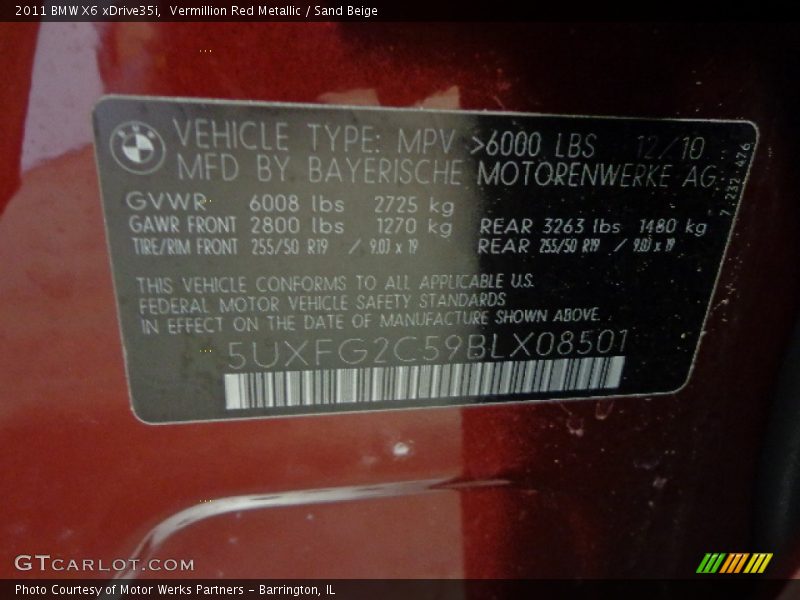 2011 BMW X6 xDrive35i,  Vermillion Red Metallic / Sand Beige
VEHICLE TYPE: MPV >6000 LBS 12/10
MFD BY BAYERISCHE MOTORENWERKE AG
7 232 476
GVWR 6008 lbs 2725 kg
GAWR FRONT 2800 lbs 1270 kg REAR 3263 lbs 1480 kg
TIRE/RIM FRONT 255/50 R19 / 9.0J x 19 REAR 255/50 R19 / 9.0J x 19
THIS VEHICLE CONFORMS TO ALL APPLICABLE U.S.
FEDERAL MOTOR VEHICLE SAFETY STANDARDS
IN EFFECT ON THE DATE OF MANUFACTURE SHOWN ABOVE.
5UXFG2C59BLX08501
GTCARLOT.COM
Photo Courtesy of Motor Werks Partners – Barrington, IL